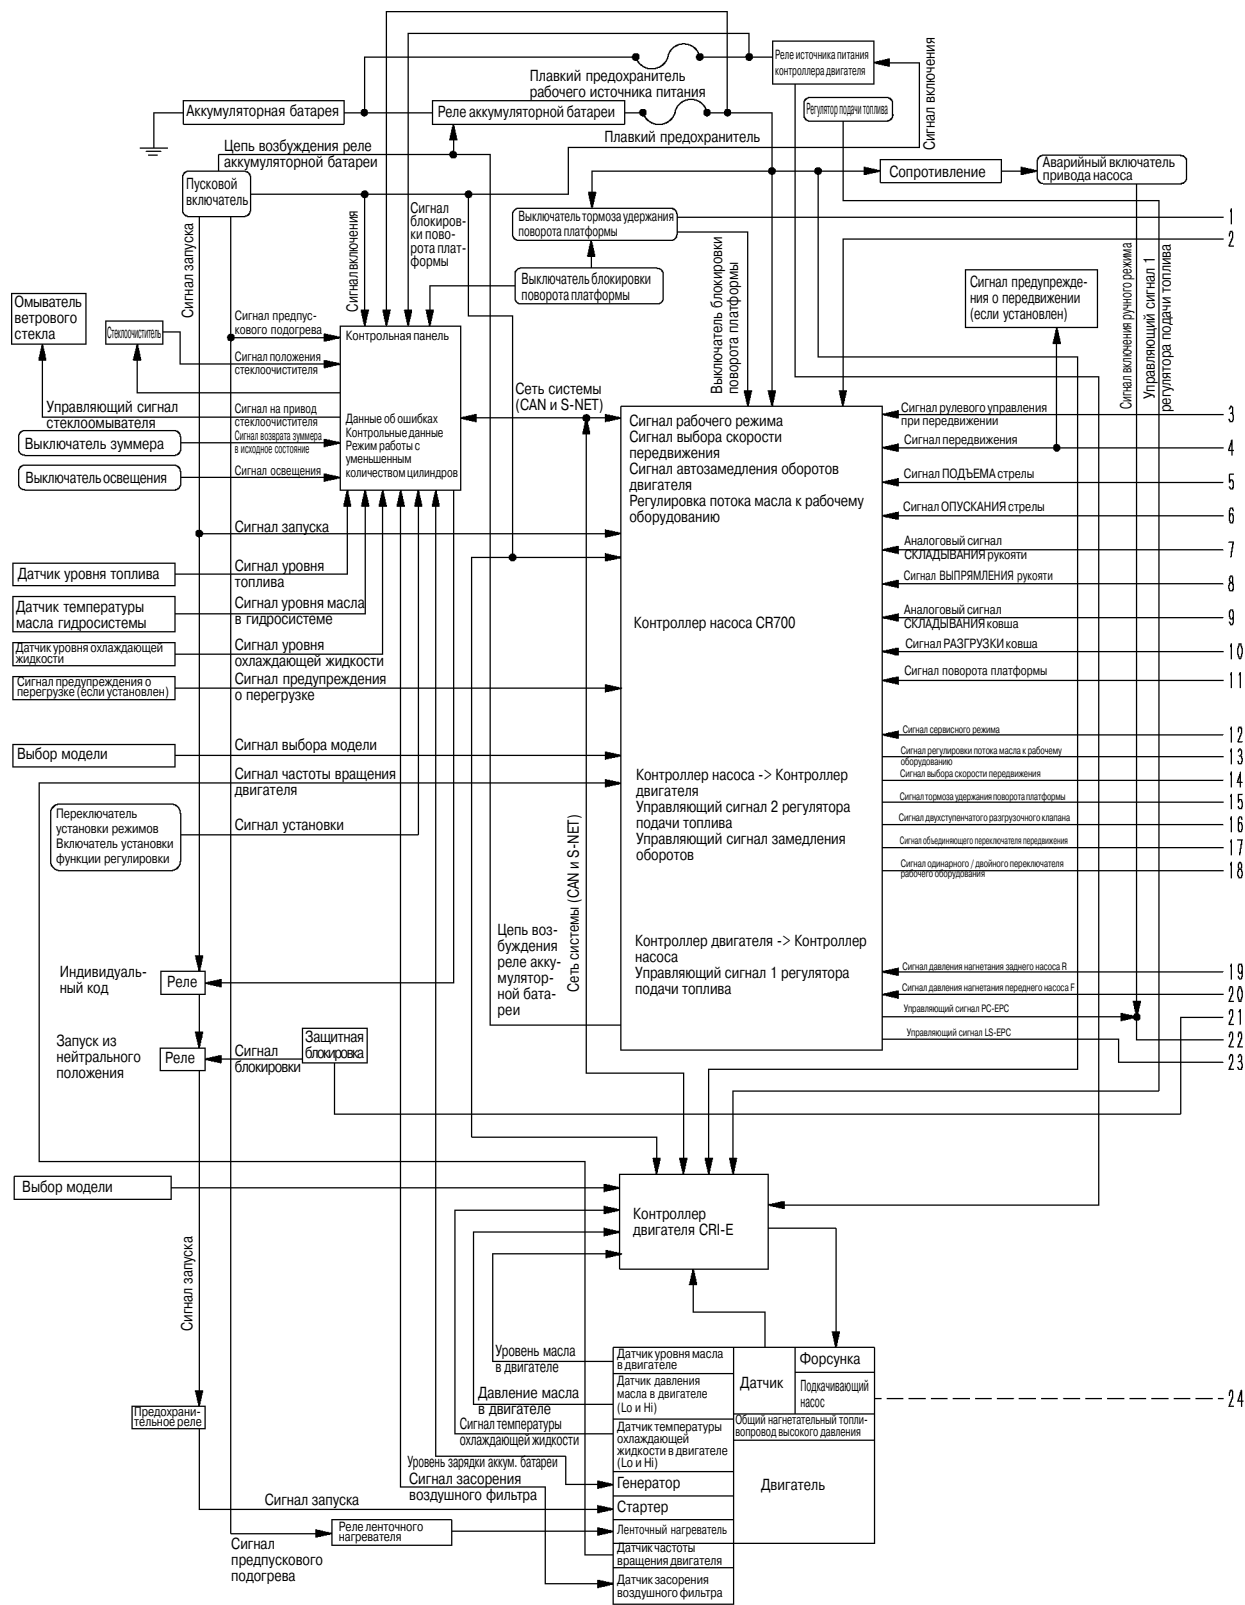 Реле источника питания
контроллера двигателя
Сигнал включения
Плавкий предохранитель
рабочего источника питания
Аккумуляторная батарея
Реле аккумуляторной батареи
Регулятор подачи топлива
Плавкий предохранитель
Цепь возбуждения реле
аккумуляторной батареи
Сопротивление
Аварийный включатель
привода насоса
Пусковой
включатель
Сигнал запуска
Сигнал включения
Сигнал
блокиров-
ки пово-
рота плат-
формы
Выключатель тормоза удержания
поворота платформы
1
2
Выключатель блокировки
поворота платформы
Выключатель блокировки
поворота платформы
Сигнал предупрежде-
ния о передвижении
(если установлен)
Сигнал включения ручного режима
Управляющий сигнал 1
регулятора подачи топлива
Омыватель
ветрового
стекла
Стеклоочиститель
Сигнал предпус-
кового подогрева
Контрольная панель
Сигнал положения
стеклоочистителя
Сеть системы
(CAN и S-NET)
Управляющий сигнал
стеклоомывателя
Сигнал на привод
стеклоочистителя
Выключатель зуммера
Сигнал возврата зуммера
в исходное состояние
Данные об ошибках
Контрольные данные
Режим работы с
уменьшенным
количеством цилиндров
Выключатель освещения
Сигнал освещения
Сигнал рабочего режима
Сигнал выбора скорости
передвижения
Сигнал автозамедления оборотов
двигателя
Регулировка потока масла к рабочему
оборудованию
Сигнал рулевого управления
при передвижении
3
Сигнал передвижения
4
Сигнал ПОДЪЕМА стрелы
5
Сигнал ОПУСКАНИЯ стрелы
6
Сигнал запуска
Аналоговый сигнал
СКЛАДЫВАНИЯ рукояти
7
Датчик уровня топлива
Сигнал уровня
топлива
Сигнал ВЫПРЯМЛЕНИЯ рукояти
8
Датчик температуры
масла гидросистемы
Сигнал уровня масла
в гидросистеме
Контроллер насоса CR700
Аналоговый сигнал
СКЛАДЫВАНИЯ ковша
9
Датчик уровня охлаждающей
жидкости
Сигнал уровня
охлаждающей жидкости
Сигнал РАЗГРУЗКИ ковша
10
Сигнал предупреждения о
перегрузке (если установлен)
Сигнал предупреждения
о перегрузке
Сигнал поворота платформы
11
Выбор модели
Сигнал выбора модели
Сигнал сервисного режима
12
Сигнал регулировки потока масла к рабочему
оборудованию
13
Сигнал частоты вращения
двигателя
Сигнал выбора скорости передвижения
14
Контроллер насоса -> Контроллер
двигателя
Управляющий сигнал 2 регулятора
подачи топлива
Управляющий сигнал замедления
оборотов
Сигнал тормоза удержания поворота платформы
15
Переключатель
установки режимов
Включатель установки
функции регулировки
Сигнал установки
Сигнал двухступенчатого разгрузочного клапана
16
Сигнал объединяющего переключателя передвижения
17
Сигнал одинарного / двойного переключателя
рабочего оборудования
18
Сеть системы (CAN и S-NET)
Цепь воз-
буждения
реле акку-
мулятор-
ной бата-
реи
Контроллер двигателя -> Контроллер
насоса
Управляющий сигнал 1 регулятора
подачи топлива
Индивидуаль-
ный код
Реле
Сигнал давления нагнетания заднего насоса R
19
Сигнал давления нагнетания переднего насоса F
20
Управляющий сигнал PC-EPC
21
Управляющий сигнал LS-EPC
22
23
Запуск из
нейтрального
положения
Реле
Сигнал
блокировки
Защитная
блокировка
Выбор модели
Контроллер
двигателя CRI-E
Сигнал запуска
Уровень масла
в двигателе
Датчик уровня масла
в двигателе
Датчик
Форсунка
Давление масла
в двигателе
Датчик давления
масла в двигателе
(Lo и Hi)
Подкачивающий
насос
24
Предохрани-
тельное реле
Сигнал температуры
охлаждающей жидкости
Датчик температуры
охлаждающей
жидкости в двигателе
(Lo и Hi)
Общий нагнетательный топли-
вопровод высокого давления
Уровень зарядки аккум. батареи
Генератор
Двигатель
Сигнал засорения
воздушного фильтра
Сигнал запуска
Стартер
Реле ленточного
нагревателя
Ленточный нагреватель
Сигнал
предпускового
подогрева
Датчик частоты
вращения двигателя
Датчик засорения
воздушного фильтра